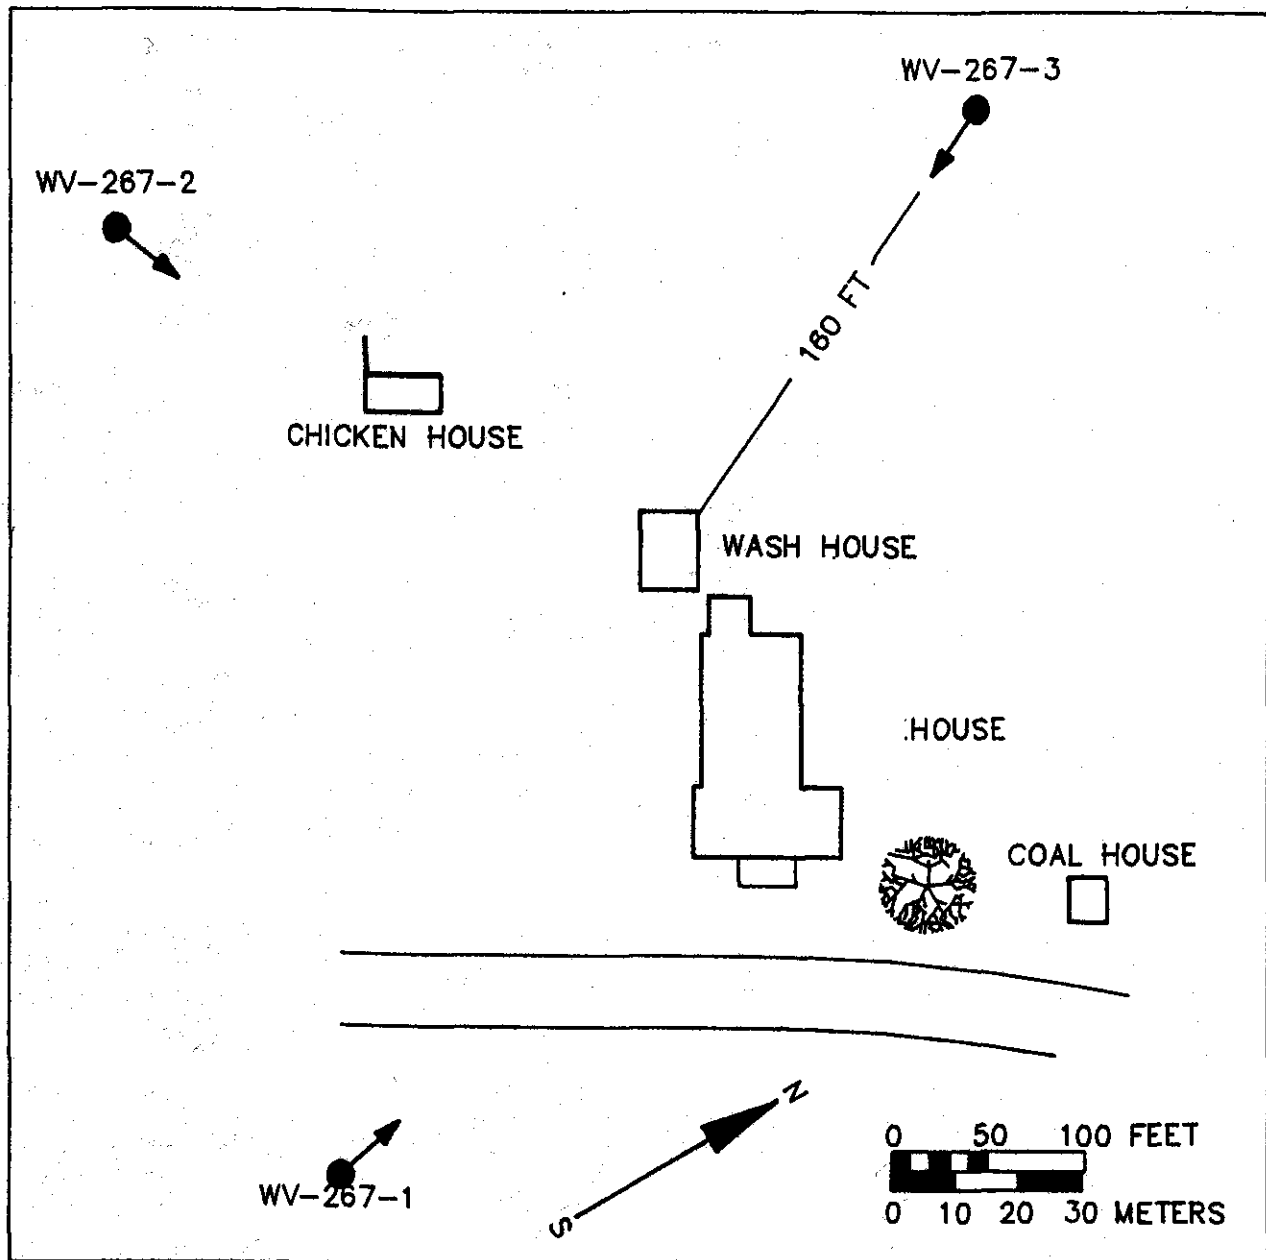 WV-267-3
WV-267-2
160 FT
CHICKEN HOUSE
WASH HOUSE
HOUSE
COAL HOUSE
N
S
0 50 100 FEET
0 10 20 30 METERS
WV-267-1